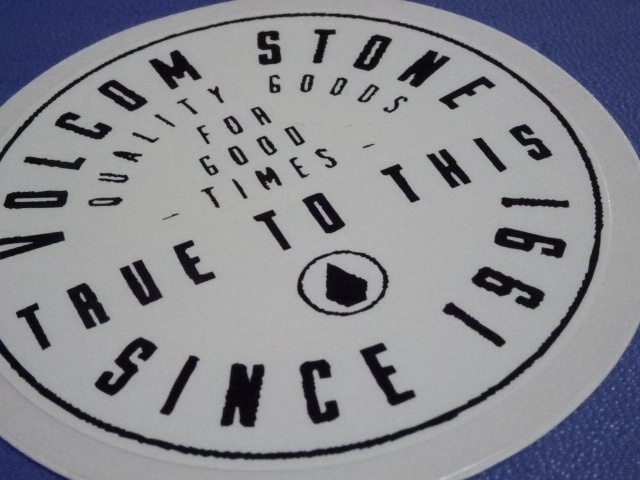 VOLCOM STONE
QUALITY GOODS
FOR
GOOD
- TIMES -
TRUE TO THIS
SINCE 1991